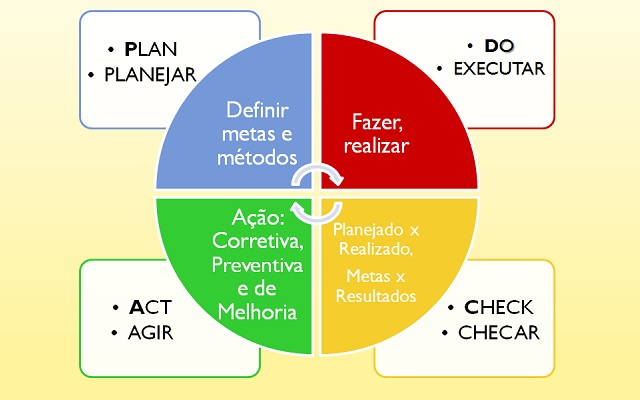 • PLAN
• PLANEJAR
• DO
• EXECUTAR
Definir
metas e
métodos
Fazer,
realizar
Ação:
Corretiva,
Preventiva
e de
Melhoria
Planejado x
Realizado,
Metas x
Resultados
• ACT
• AGIR
• CHECK
• CHECAR